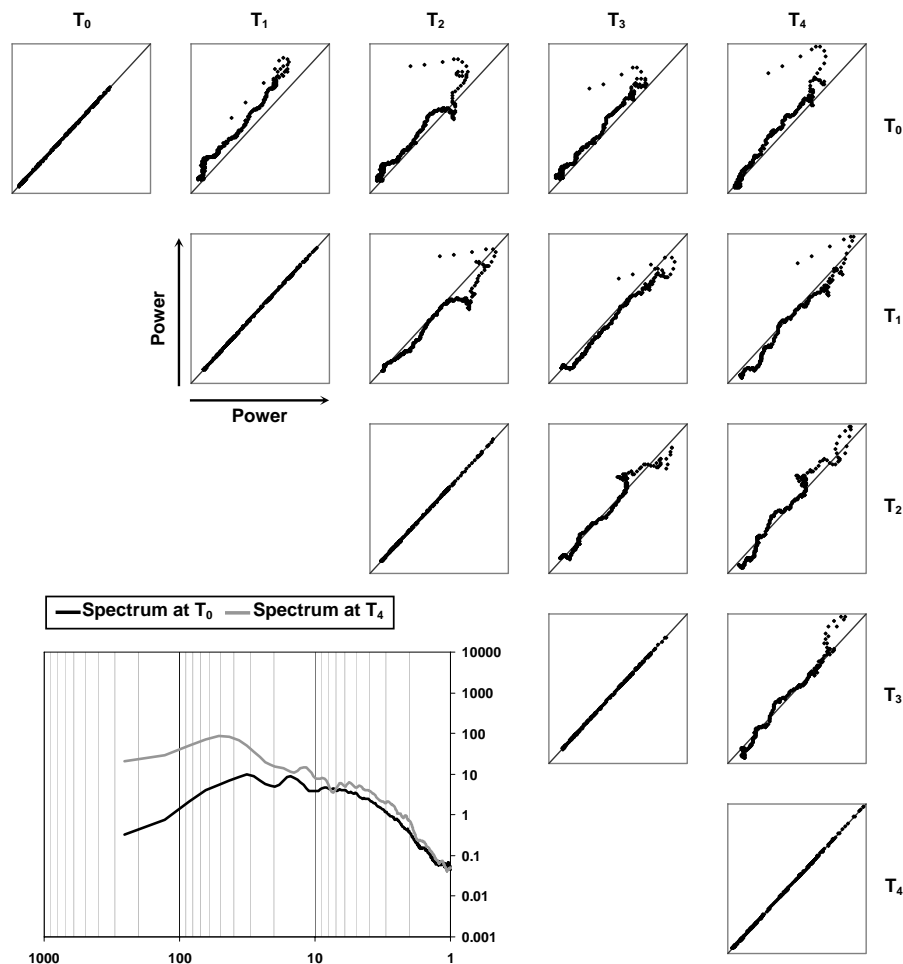 T₀ T₁ T₂ T₃ T₄
T₀
T₁
Power
Power
T₂
Spectrum at T₀ Spectrum at T₄
T₃
10000
1000
100
10
1
0.1
0.01
0.001
T₄
1000 100 10 1